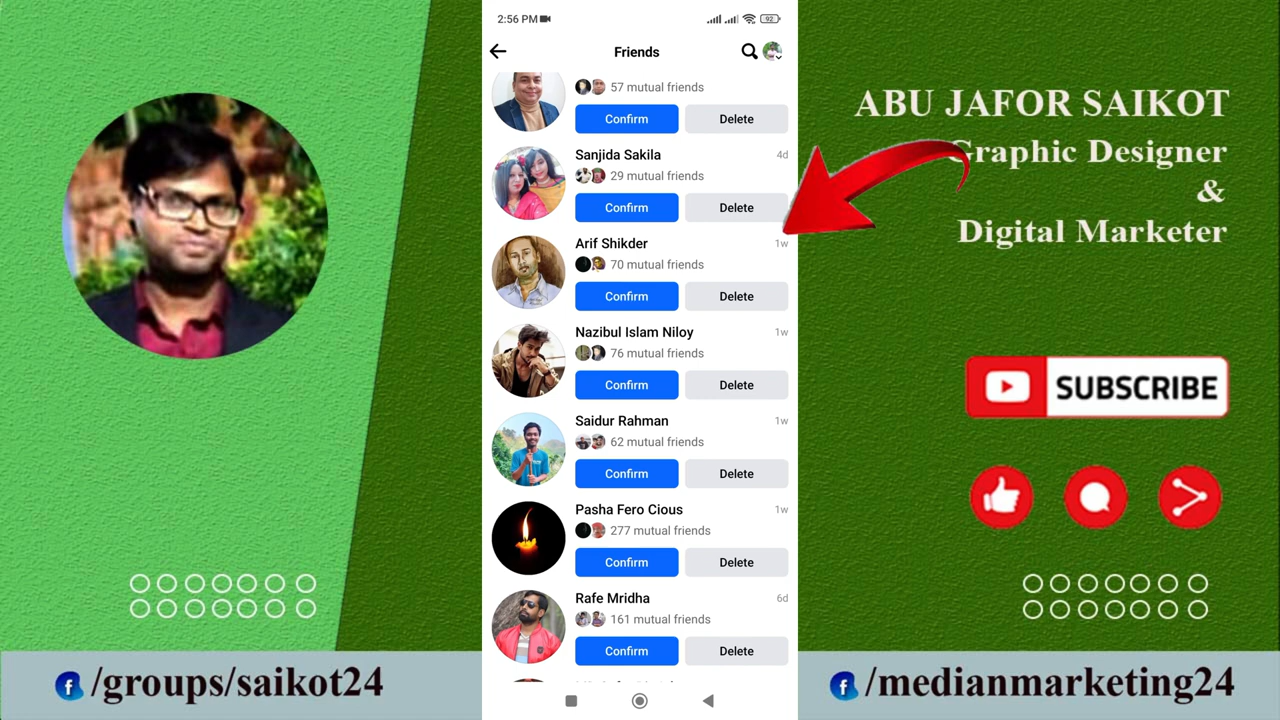 2:56 PM
92
Friends
57 mutual friends
Confirm
Delete
Sanjida Sakila
4d
29 mutual friends
Confirm
Delete
Arif Shikder
1w
70 mutual friends
Confirm
Delete
Nazibul Islam Niloy
1w
76 mutual friends
Confirm
Delete
Saidur Rahman
1w
62 mutual friends
Confirm
Delete
Pasha Fero Cious
1w
277 mutual friends
Confirm
Delete
Rafe Mridha
6d
161 mutual friends
Confirm
Delete
ABU JAFOR SAIKOT
Graphic Designer
&
Digital Marketer
SUBSCRIBE
f /groups/saikot24
f /medianmarketing24